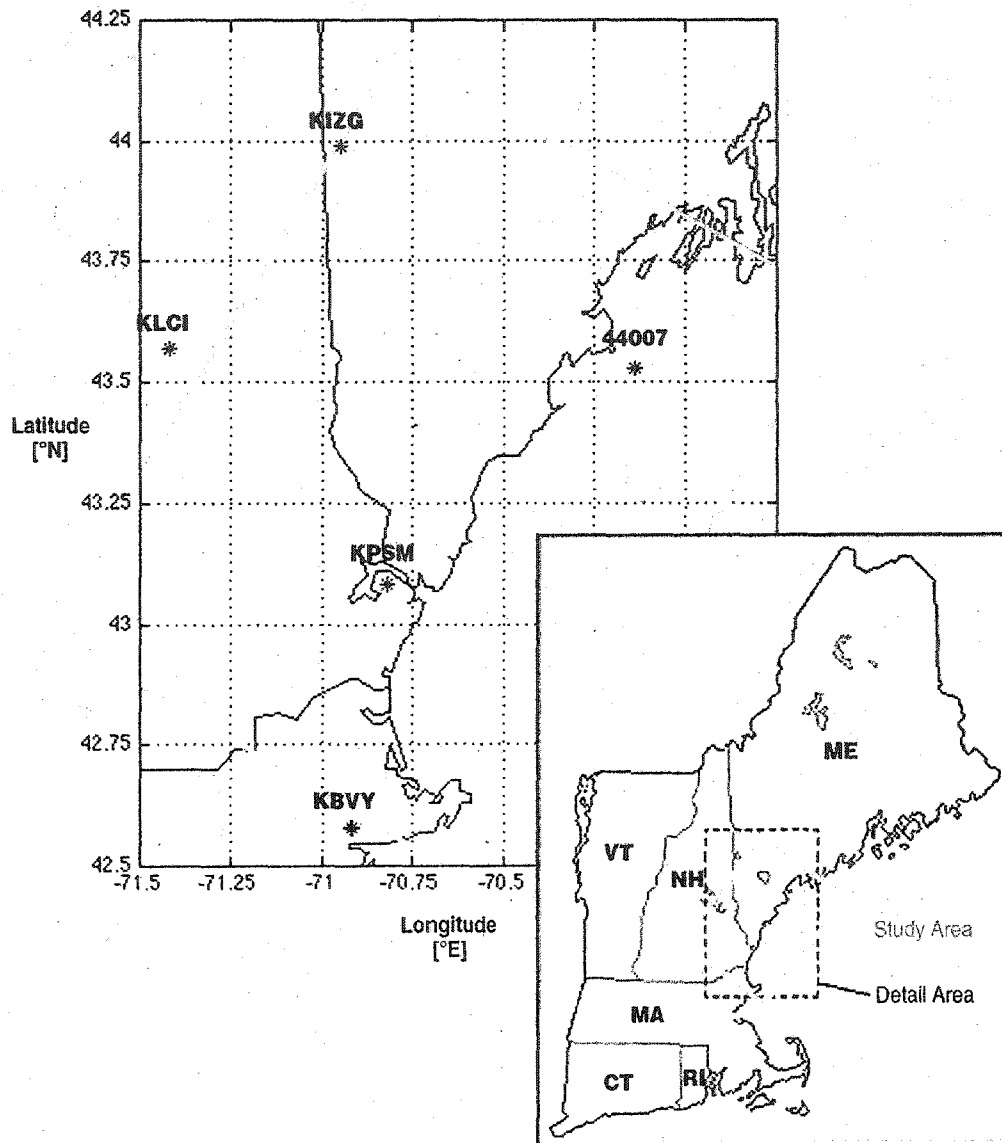 44.25
KIZG
44
43.75
KLCI
44007
43.5
Latitude
[°N]
43.25
KPSM
43
42.75
KBVY
42.5
-71.5
-71.25
-71
-70.75
-70.5
Longitude
[°E]
ME
VT
NH
Study Area
Detail Area
MA
CT
RI